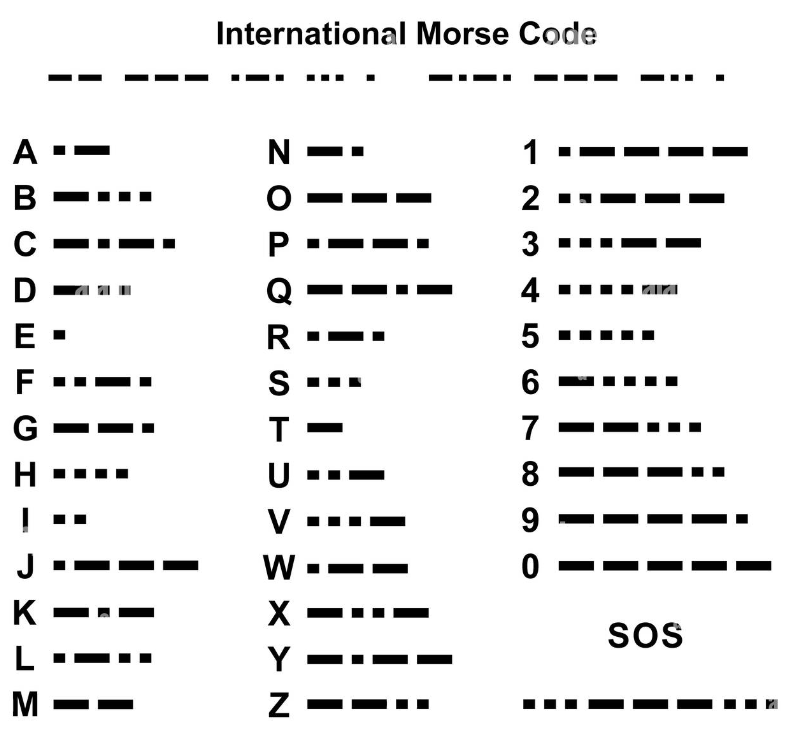 International Morse Code
-- --- .-. ... . -.-. --- -.. .
A .-
B -...
C -.-.
D -..
E .
F ..-.
G --.
H ....
I ..
J .---
K -.-
L .-..
M --
N -.
O ---
P .--.
Q --.-
R .-.
S ...
T -
U ..-
V ...-
W .--
X -..-
Y -.--
Z --..
1 .----
2 ..---
3 ...--
4 ....-
5 .....
6 -....
7 --...
8 ---..
9 ----.
0 -----
SOS
...---...